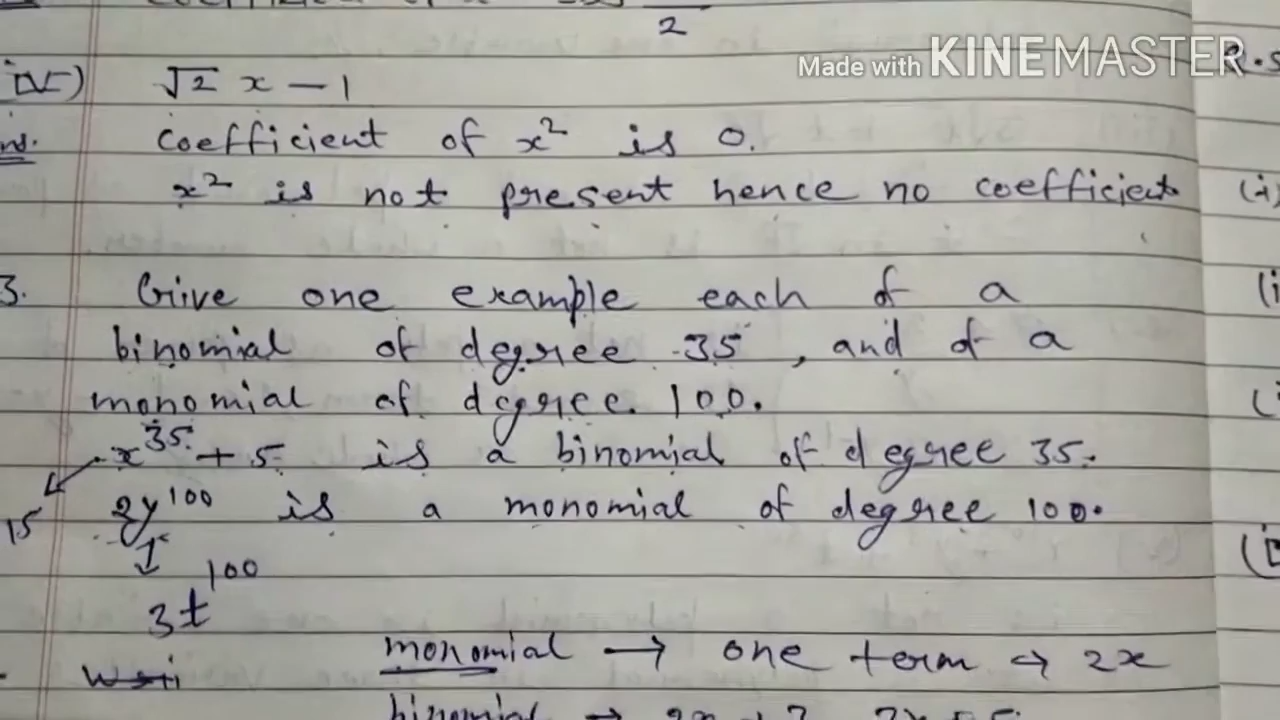 2
Made with KINEMASTER
iv) √2 x - 1
Ans. coefficient of x² is 0.
x² is not present hence no coefficient
3. Give one example each of a
binomial of degree 35, and of a
monomial of degree. 100.
x³⁵ + 5 is a binomial of degree 35.
15 2y¹⁰⁰ is a monomial of degree 100.
3t¹⁰⁰
monomial → one term → 2x
binomial →